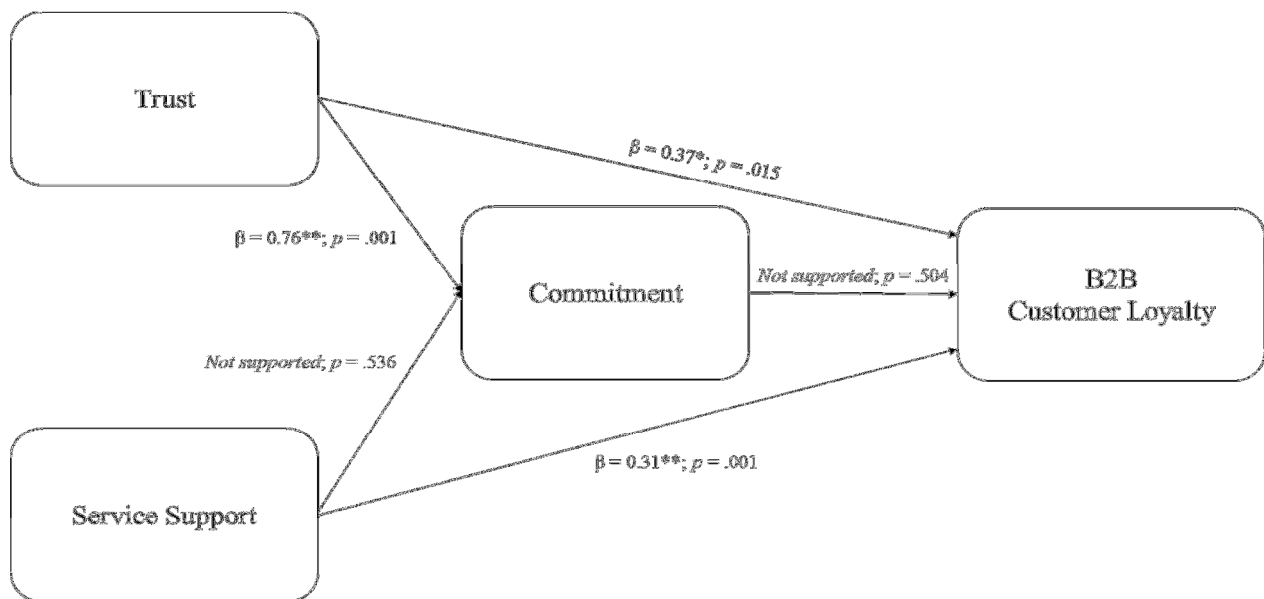 Trust
β = 0.37*; p = .015
β = 0.76**; p = .001
Commitment
Not supported; p = .504
B2B
Customer Loyalty
Not supported; p = .536
β = 0.31**; p = .001
Service Support